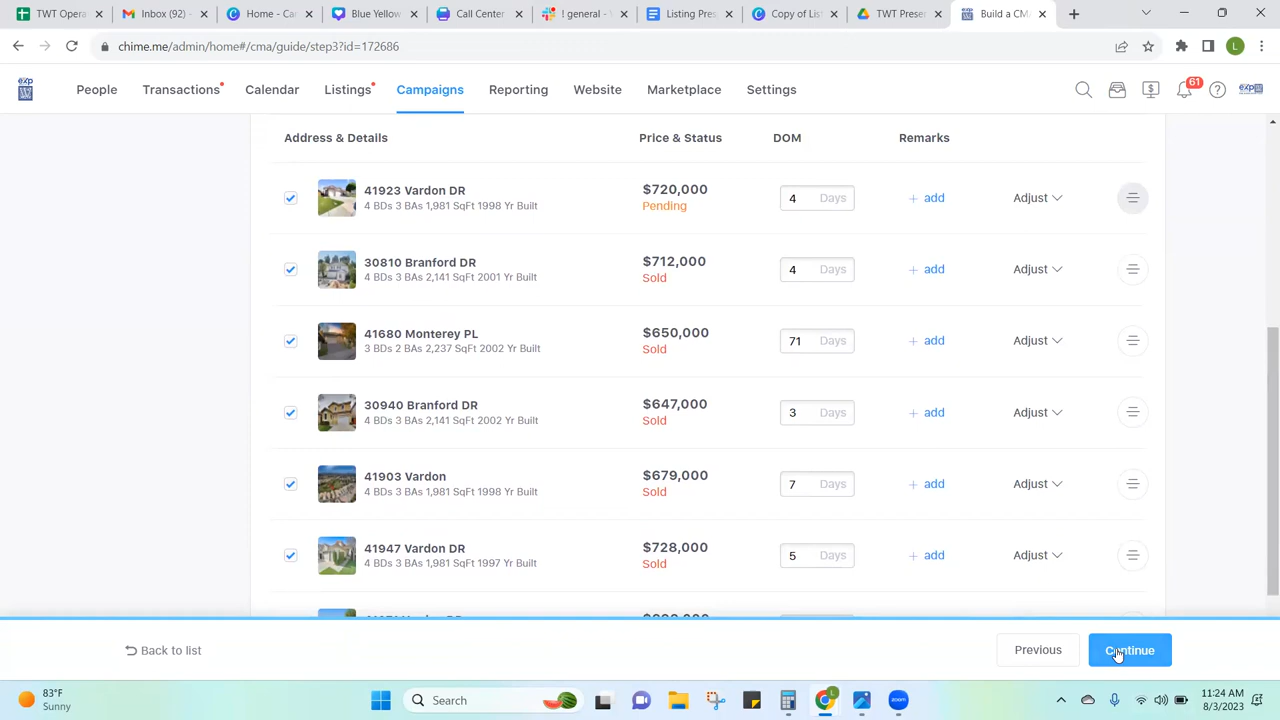 TWT Opera
Inbox (92) -
Home - Ca
Blue Yellow
Call Center
! general -
Listing Pres
Copy of Lis
TWT Prese
Build a CM
chime.me/admin/home#/cma/guide/step3?id=172686
L
exp
People
Transactions
Calendar
Listings
Campaigns
Reporting
Website
Marketplace
Settings
61
exp
Address & Details
Price & Status
DOM
Remarks
41923 Vardon DR
4 BDs 3 BAs 1,981 SqFt 1998 Yr Built
$720,000
Pending
4 Days
+ add
Adjust
30810 Branford DR
4 BDs 3 BAs 2,141 SqFt 2001 Yr Built
$712,000
Sold
4 Days
+ add
Adjust
41680 Monterey PL
3 BDs 2 BAs 2,237 SqFt 2002 Yr Built
$650,000
Sold
71 Days
+ add
Adjust
30940 Branford DR
4 BDs 3 BAs 2,141 SqFt 2002 Yr Built
$647,000
Sold
3 Days
+ add
Adjust
41903 Vardon
4 BDs 3 BAs 1,981 SqFt 1998 Yr Built
$679,000
Sold
7 Days
+ add
Adjust
41947 Vardon DR
4 BDs 3 BAs 1,981 SqFt 1997 Yr Built
$728,000
Sold
5 Days
+ add
Adjust
Back to list
Previous
Continue
83°F
Sunny
Search
L
zoom
11:24 AM
8/3/2023